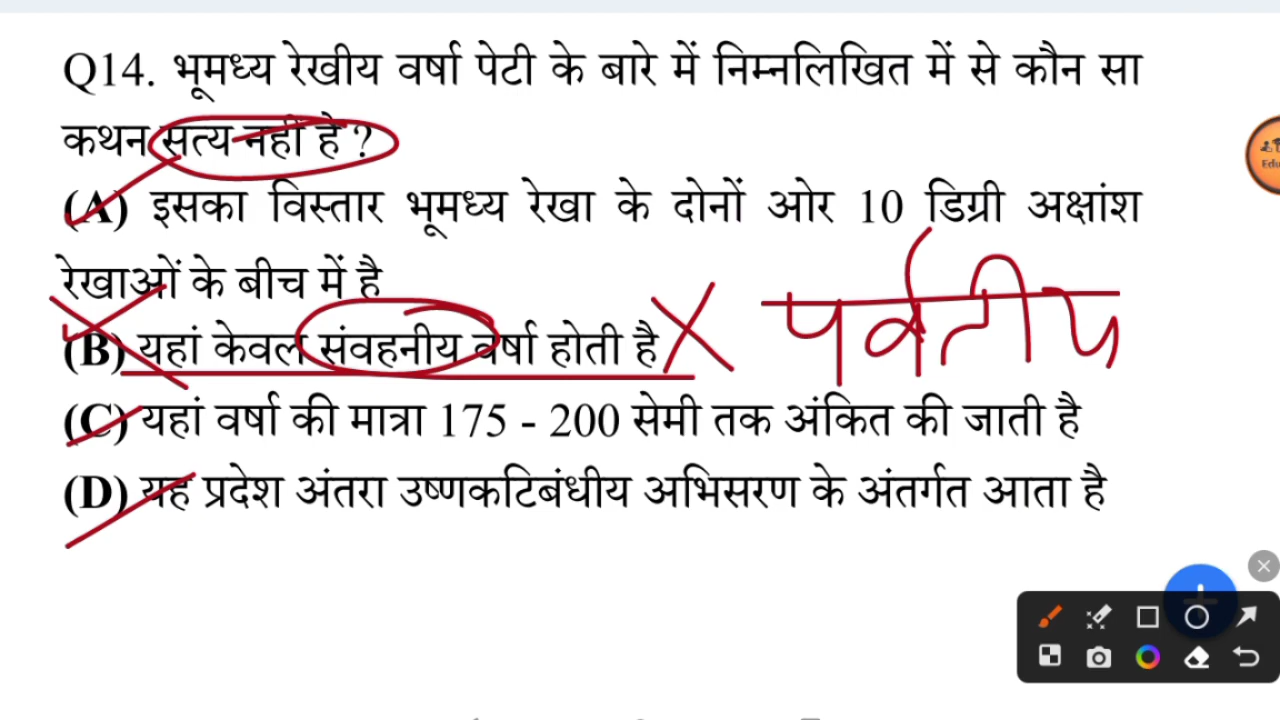 Q14. भूमध्य रेखीय वर्षा पेटी के बारे में निम्नलिखित में से कौन सा
कथन सत्य नहीं है ?
(A) इसका विस्तार भूमध्य रेखा के दोनों ओर 10 डिग्री अक्षांश
रेखाओं के बीच में है
(B) यहां केवल संवहनीय वर्षा होती है
पर्वतीय
(C) यहां वर्षा की मात्रा 175 - 200 सेमी तक अंकित की जाती है
(D) यह प्रदेश अंतरा उष्णकटिबंधीय अभिसरण के अंतर्गत आता है